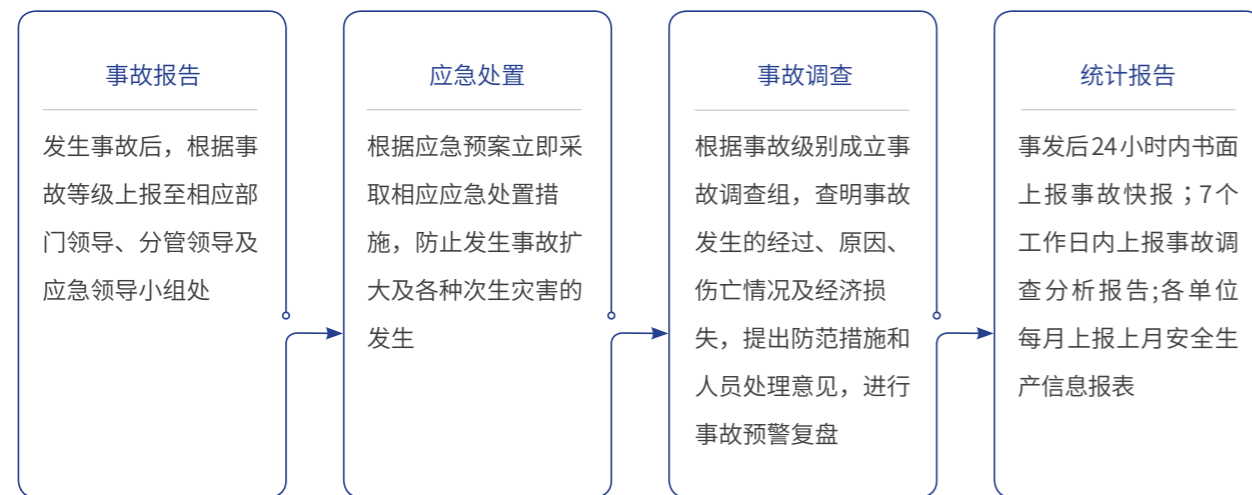 事故报告
发生事故后，根据事
故等级上报至相应部
门领导、分管领导及
应急领导小组处
应急处置
根据应急预案立即采
取相应应急处置措
施，防止发生事故扩
大及各种次生灾害的
发生
事故调查
根据事故级别成立事
故调查组，查明事故
发生的经过、原因、
伤亡情况及经济损
失，提出防范措施和
人员处理意见，进行
事故预警复盘
统计报告
事发后24小时内书面
上报事故快报；7个
工作日内上报事故调
查分析报告;各单位
每月上报上月安全生
产信息报表